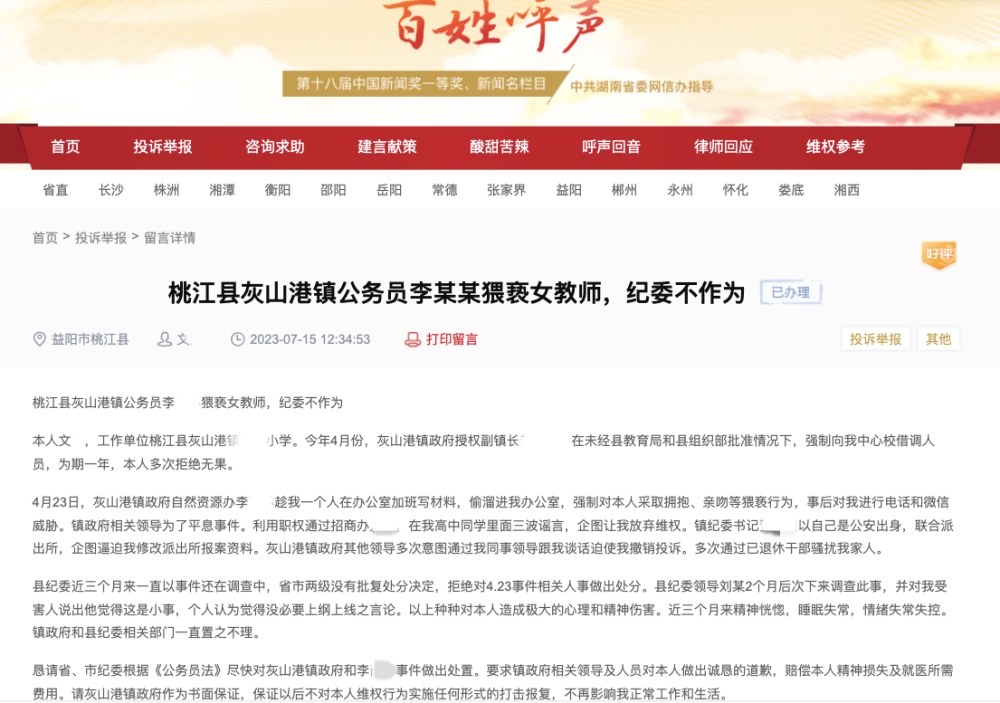 百姓呼声
第十八届中国新闻奖一等奖、新闻名栏目
中共湖南省委网信办指导
首页 投诉举报 咨询求助 建言献策 酸甜苦辣 呼声回音 律师回应 维权参考
省直 长沙 株洲 湘潭 衡阳 邵阳 岳阳 常德 张家界 益阳 郴州 永州 怀化 娄底 湘西
首页 > 投诉举报 > 留言详情
好评
桃江县灰山港镇公务员李某某猥亵女教师，纪委不作为 已办理
益阳市桃江县 文 2023-07-15 12:34:53 打印留言 投诉举报 其他
桃江县灰山港镇公务员李 猥亵女教师，纪委不作为
本人文 ，工作单位桃江县灰山港镇 小学。今年4月份，灰山港镇政府授权副镇长 在未经县教育局和县组织部批准情况下，强制向我中心校借调人
员，为期一年，本人多次拒绝无果。
4月23日，灰山港镇政府自然资源办李 趁我一个人在办公室加班写材料，偷溜进我办公室，强制对本人采取拥抱、亲吻等猥亵行为，事后对我进行电话和微信
威胁。镇政府相关领导为了平息事件。利用职权通过招商办 ，在我高中同学里面三波谣言，企图让我放弃维权。镇纪委书记 以自己是公安出身，联合派
出所，企图逼迫我修改派出所报案资料。灰山港镇政府其他领导多次意图通过我同事领导跟我谈话迫使我撤销投诉。多次通过已退休干部骚扰我家人。
县纪委近三个月来一直以事件还在调查中，省市两级没有批复处分决定，拒绝对4.23事件相关人事做出处分。县纪委领导刘某2个月后次下来调查此事，并对我受
害人说出他觉得这是小事，个人认为觉得没必要上纲上线之言论。以上种种对本人造成极大的心理和精神伤害。近三个月来精神恍惚，睡眠失常，情绪失常失控。
镇政府和县纪委相关部门一直置之不理。
恳请省、市纪委根据《公务员法》尽快对灰山港镇政府和李 事件做出处置。要求镇政府相关领导及人员对本人做出诚恳的道歉，赔偿本人精神损失及就医所需
费用。请灰山港镇政府作为书面保证，保证以后不对本人维权行为实施任何形式的打击报复，不再影响我正常工作和生活。